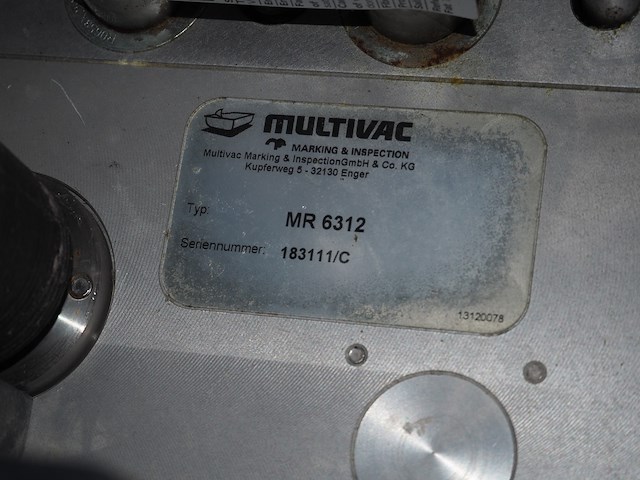 MULTIVAC
MARKING & INSPECTION
Multivac Marking & InspectionGmbH & Co. KG
Kupferweg 5 - 32130 Enger
Typ: MR 6312
Seriennummer: 183111/C
13120078